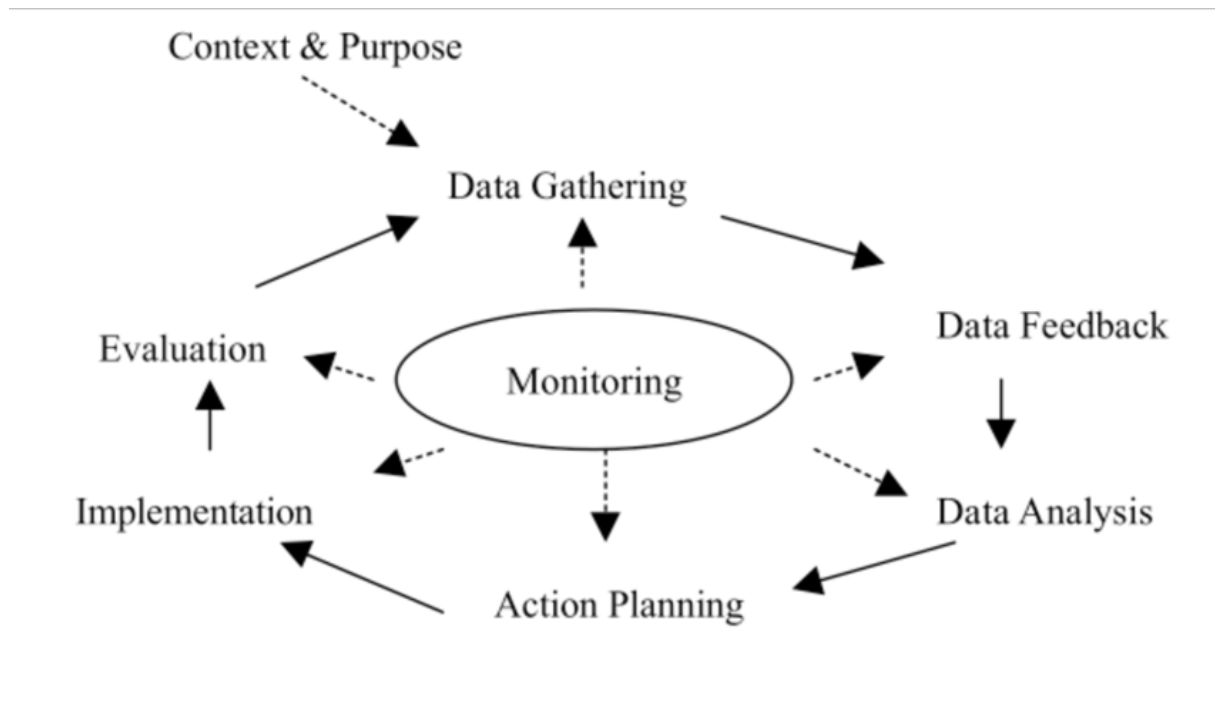 Context & Purpose
Data Gathering
Data Feedback
Evaluation
Monitoring
Implementation
Data Analysis
Action Planning